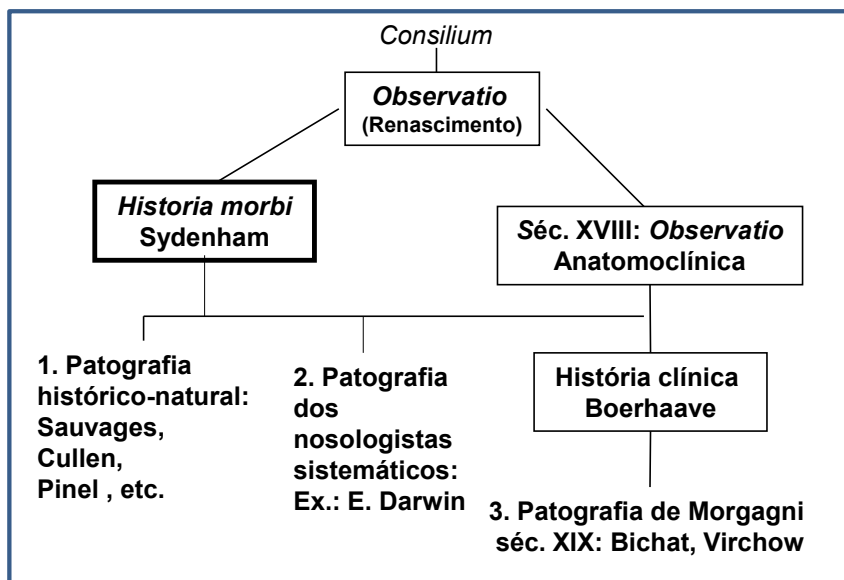 Consilium
Observatio
(Renascimento)
Historia morbi
Sydenham
Séc. XVIII: Observatio
Anatomoclínica
1. Patografia
histórico-natural:
Sauvages,
Cullen,
Pinel , etc.
2. Patografia
dos
nosologistas
sistemáticos:
Ex.: E. Darwin
História clínica
Boerhaave
3. Patografia de Morgagni
séc. XIX: Bichat, Virchow